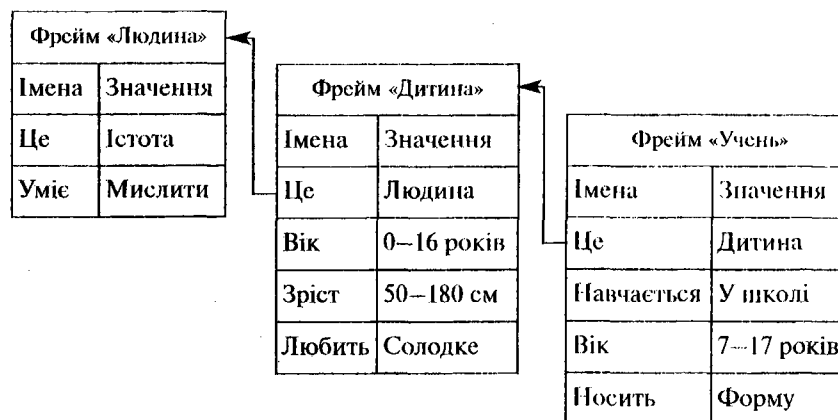 Фрейм «Людина»
Імена Значення
Це Істота
Уміє Мислити
Фрейм «Дитина»
Імена Значення
Це Людина
Вік 0–16 років
Зріст 50–180 см
Любить Солодке
Фрейм «Учень»
Імена Значення
Це Дитина
Навчається У школі
Вік 7–17 років
Носить Форму